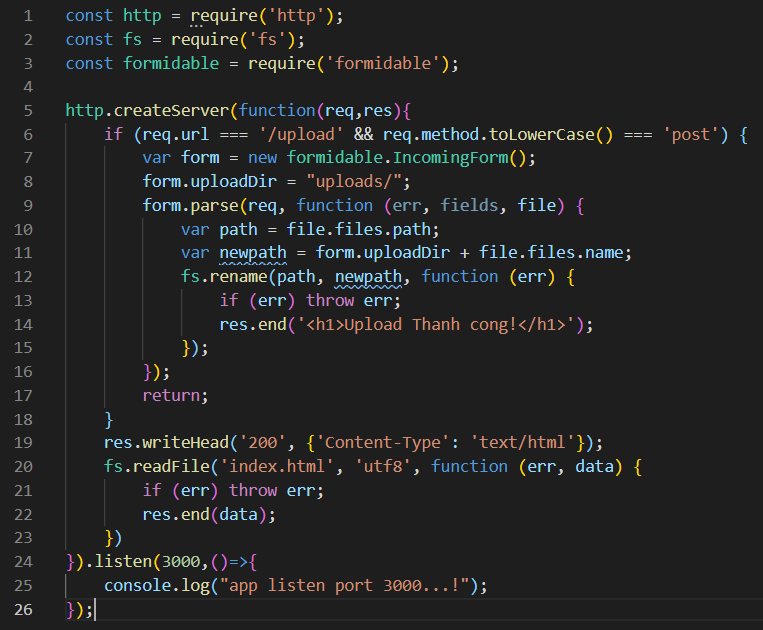 1 const http = require('http');
2 const fs = require('fs');
3 const formidable = require('formidable');
4
5 http.createServer(function(req,res){
6     if (req.url === '/upload' && req.method.toLowerCase() === 'post') {
7         var form = new formidable.IncomingForm();
8         form.uploadDir = "uploads/";
9         form.parse(req, function (err, fields, file) {
10             var path = file.files.path;
11             var newpath = form.uploadDir + file.files.name;
12             fs.rename(path, newpath, function (err) {
13                 if (err) throw err;
14                 res.end('<h1>Upload Thanh cong!</h1>');
15             });
16         });
17         return;
18     }
19     res.writeHead('200', {'Content-Type': 'text/html'});
20     fs.readFile('index.html', 'utf8', function (err, data) {
21         if (err) throw err;
22         res.end(data);
23     })
24 }).listen(3000,()=>{
25     console.log("app listen port 3000...!");
26 });